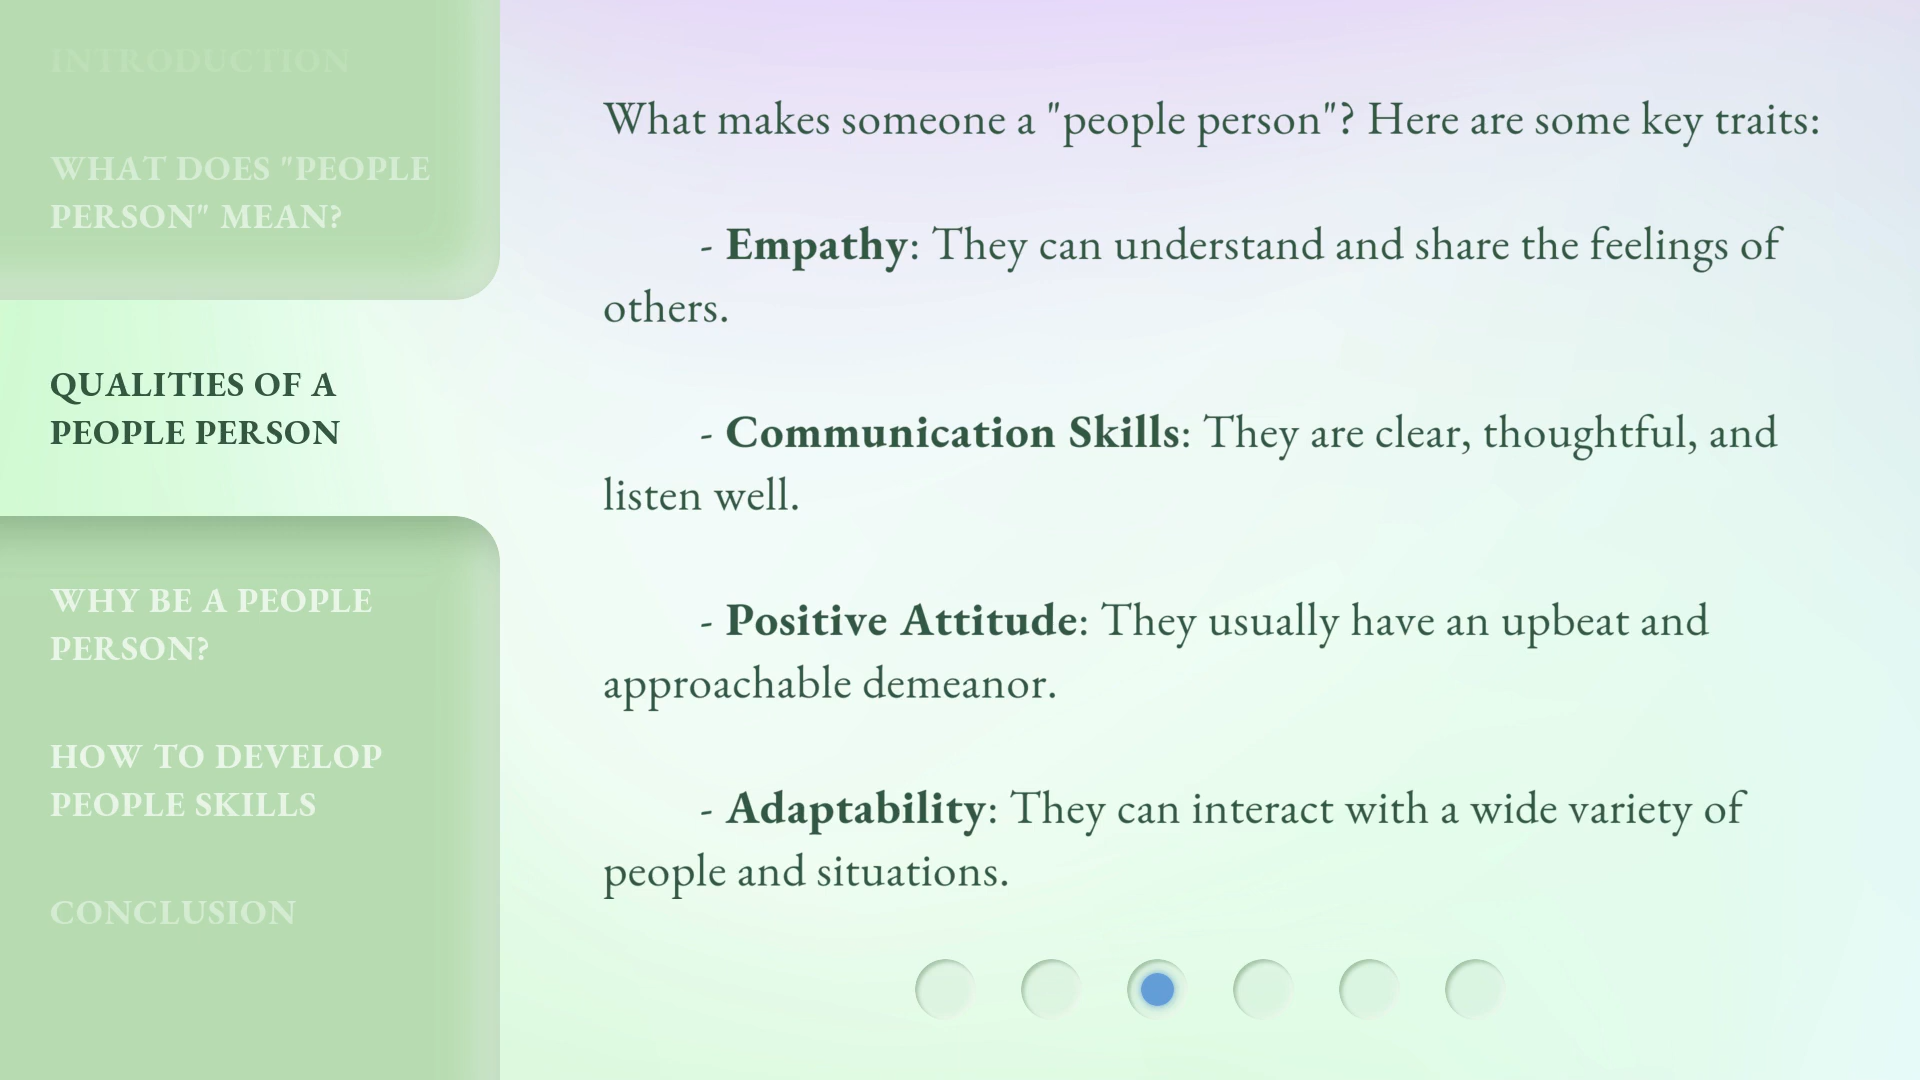 INTRODUCTION
WHAT DOES "PEOPLE
PERSON" MEAN?
QUALITIES OF A
PEOPLE PERSON
WHY BE A PEOPLE
PERSON?
HOW TO DEVELOP
PEOPLE SKILLS
CONCLUSION
What makes someone a "people person"? Here are some key traits:
- Empathy: They can understand and share the feelings of
others.
- Communication Skills: They are clear, thoughtful, and
listen well.
- Positive Attitude: They usually have an upbeat and
approachable demeanor.
- Adaptability: They can interact with a wide variety of
people and situations.